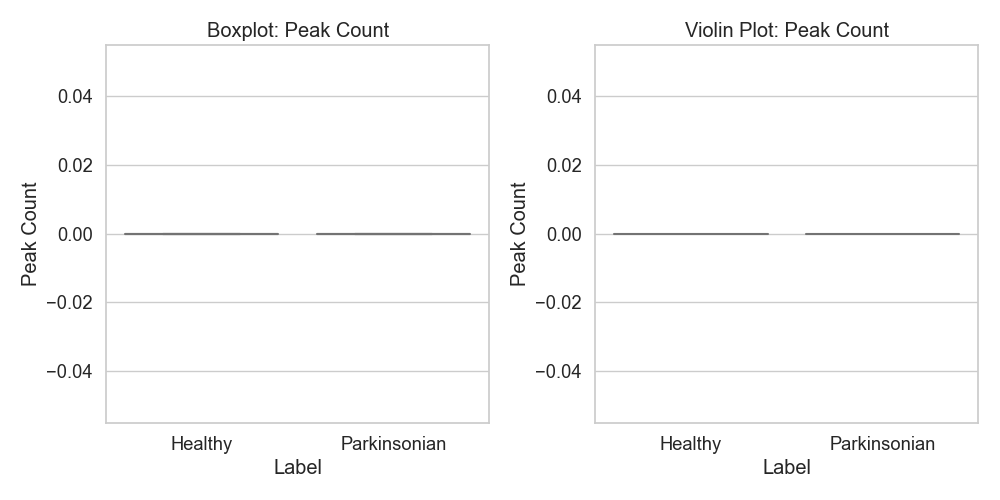 Boxplot: Peak Count
0.04
0.02
0.00
−0.02
−0.04
Peak Count
Healthy
Parkinsonian
Label
Violin Plot: Peak Count
0.04
0.02
0.00
−0.02
−0.04
Peak Count
Healthy
Parkinsonian
Label